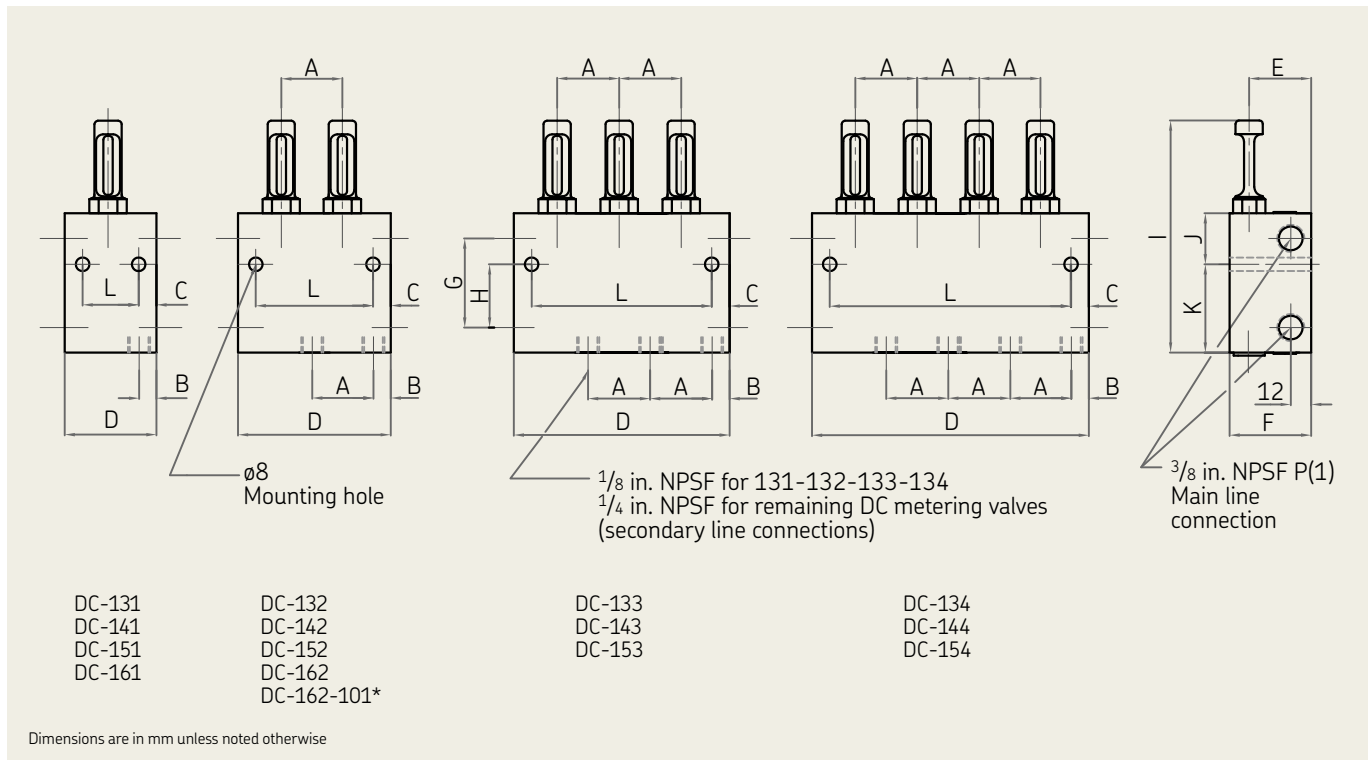 A
A A
A A A
E
I
J
K
G
H
L
C
L
C
L
C
L
C
B
A
B
A A
B
A A A
B
12
D
D
D
D
F
ø8
Mounting hole
1/8 in. NPSF for 131-132-133-134
1/4 in. NPSF for remaining DC metering valves
(secondary line connections)
3/8 in. NPSF P(1)
Main line
connection
DC-131
DC-141
DC-151
DC-161
DC-132
DC-142
DC-152
DC-162
DC-162-101*
DC-133
DC-143
DC-153
DC-134
DC-144
DC-154
Dimensions are in mm unless noted otherwise